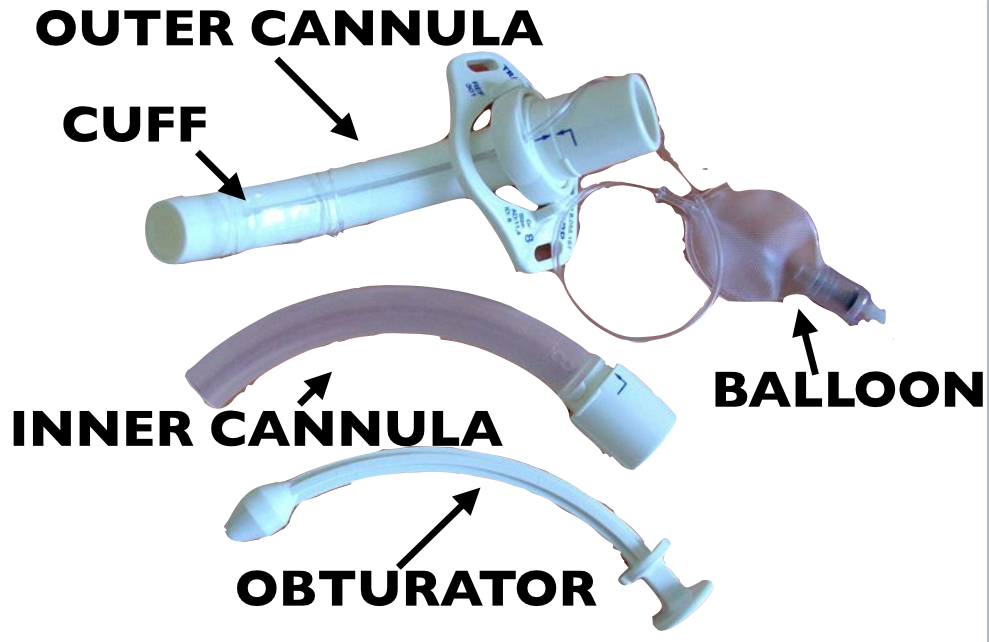 OUTER CANNULA
CUFF
BALLOON
INNER CANNULA
OBTURATOR